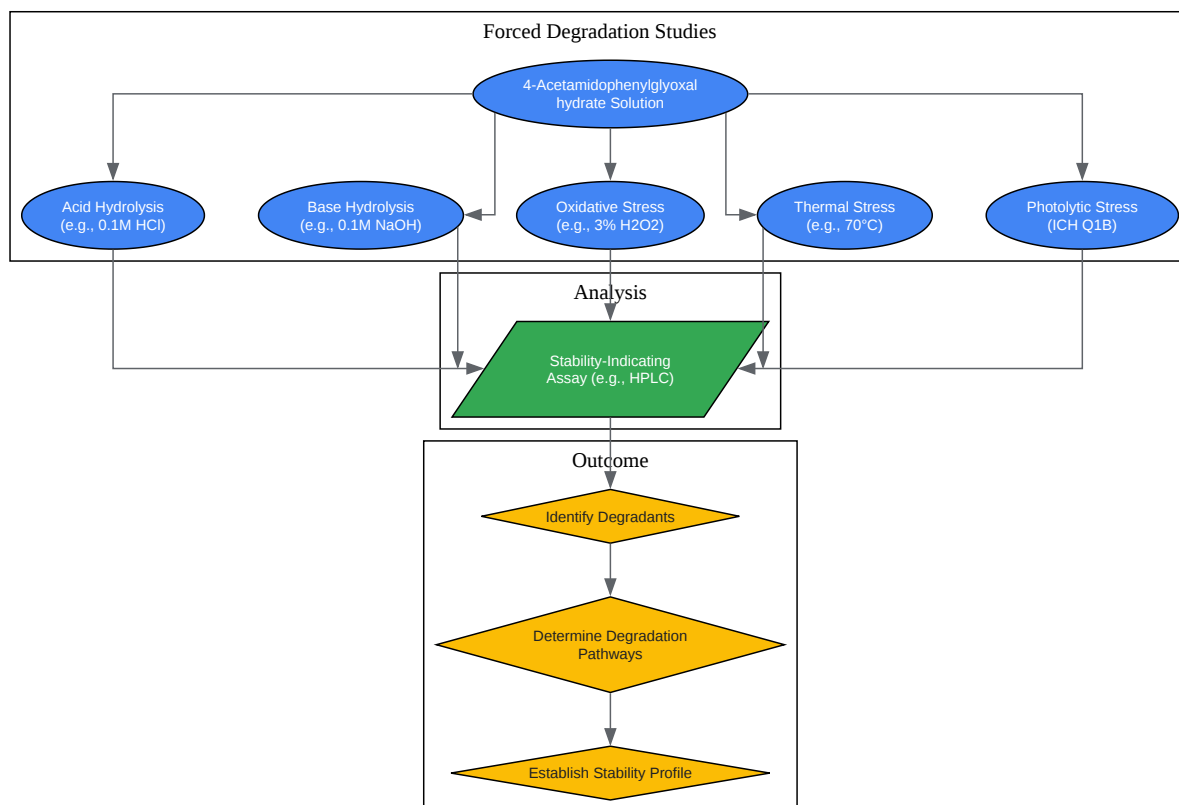 Forced Degradation Studies
4-Acetamidophenylglyoxal
hydrate Solution
Acid Hydrolysis
(e.g., 0.1M HCl)
Base Hydrolysis
(e.g., 0.1M NaOH)
Oxidative Stress
(e.g., 3% H2O2)
Thermal Stress
(e.g., 70°C)
Photolytic Stress
(ICH Q1B)
Analysis
Stability-Indicating
Assay (e.g., HPLC)
Outcome
Identify Degradants
Determine Degradation
Pathways
Establish Stability Profile